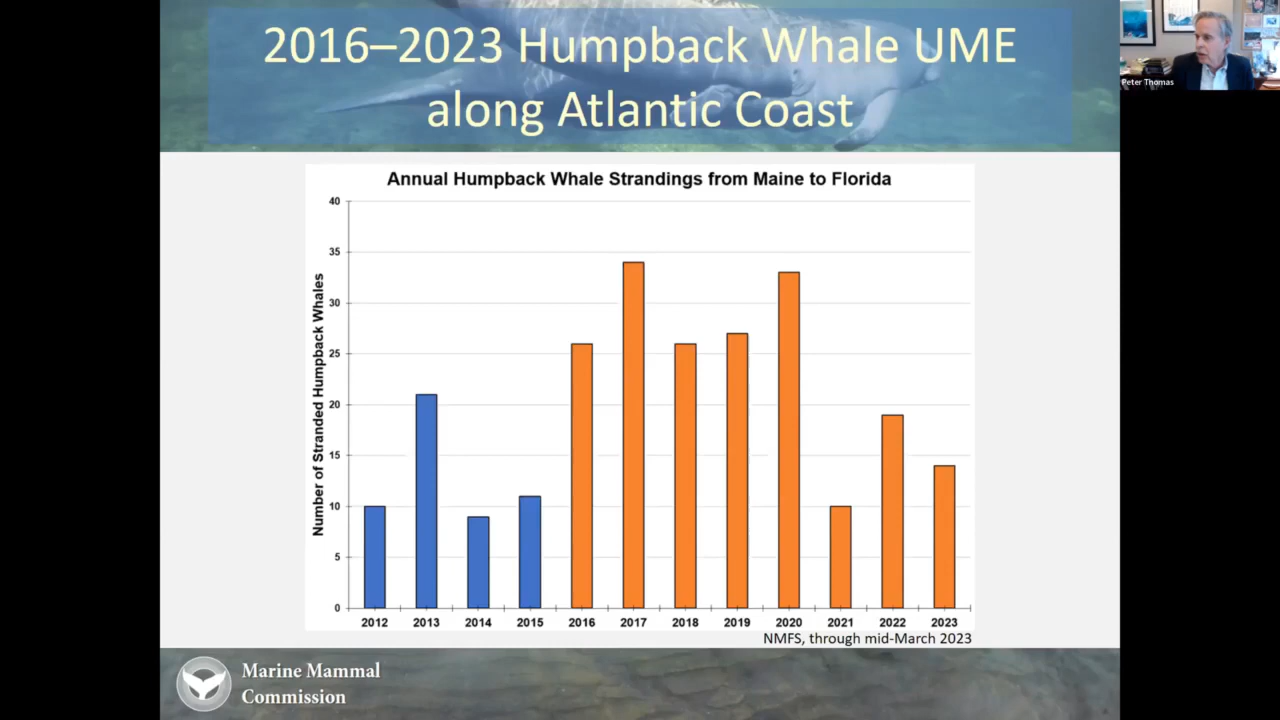 2016–2023 Humpback Whale UME
along Atlantic Coast
Peter Thomas
Annual Humpback Whale Strandings from Maine to Florida
Number of Stranded Humpback Whales
40
35
30
25
20
15
10
5
0
2012 2013 2014 2015 2016 2017 2018 2019 2020 2021 2022 2023
NMFS, through mid-March 2023
Marine Mammal
Commission